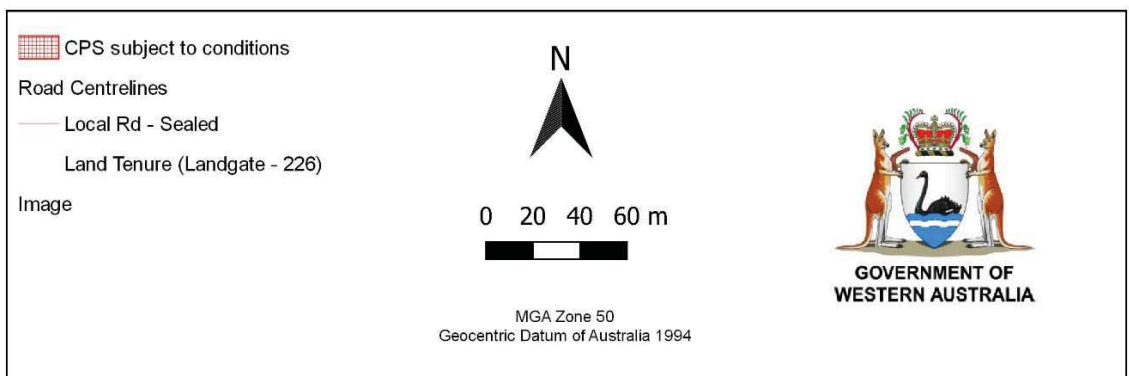 CPS subject to conditions
Road Centrelines
Local Rd - Sealed
Land Tenure (Landgate - 226)
Image
N
0 20 40 60 m
MGA Zone 50
Geocentric Datum of Australia 1994
GOVERNMENT OF
WESTERN AUSTRALIA